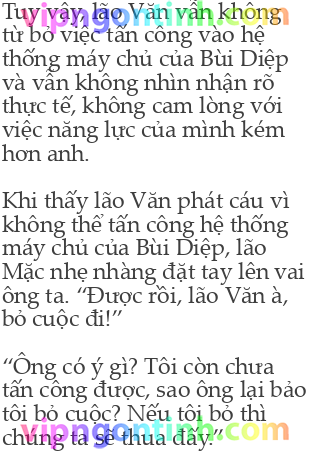 Tuy vậy, lão Văn vẫn không
từ bỏ việc tấn công vào hệ
thống máy chủ của Bùi Diệp
và vẫn không nhìn nhận rõ
thực tế, không cam lòng với
việc năng lực của mình kém
hơn anh.
Khi thấy lão Văn phát cáu vì
không thể tấn công hệ thống
máy chủ của Bùi Diệp, lão
Mặc nhẹ nhàng đặt tay lên vai
ông ta. “Được rồi, lão Văn à,
bỏ cuộc đi!”
“Ông có ý gì? Tôi còn chưa
tấn công được, sao ông lại bảo
tôi bỏ cuộc? Nếu tôi bỏ thì
chúng ta sẽ thua đấy.”
vipngontinh.com
vipngontinh.com